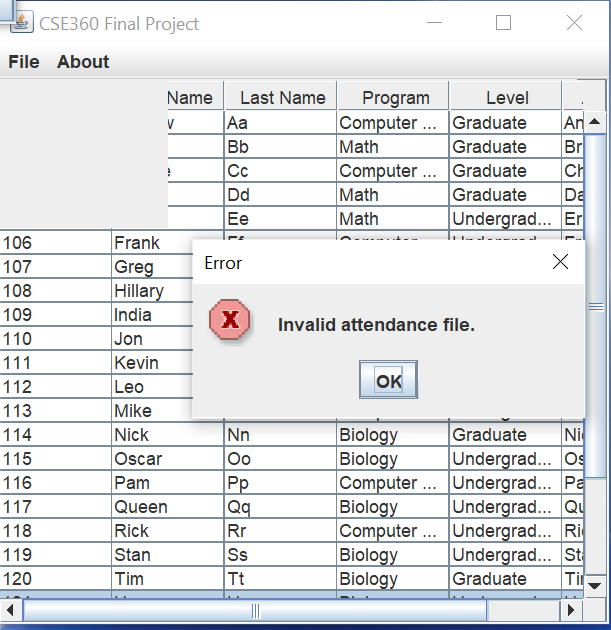 CSE360 Final Project
File About
Name Last Name Program Level
Aa Computer ... Graduate An
Bb Math Graduate Br
Cc Computer ... Graduate Ch
Dd Math Graduate Da
Ee Math Undergrad... Er
106 Frank
107 Greg
108 Hillary
109 India
110 Jon
111 Kevin
112 Leo
113 Mike
Error
Invalid attendance file.
OK
114 Nick Nn Biology Graduate Nic
115 Oscar Oo Biology Undergrad... Os
116 Pam Pp Computer ... Undergrad... Pa
117 Queen Qq Biology Undergrad... Qu
118 Rick Rr Computer ... Undergrad... Ric
119 Stan Ss Biology Undergrad... Sta
120 Tim Tt Biology Graduate Tin